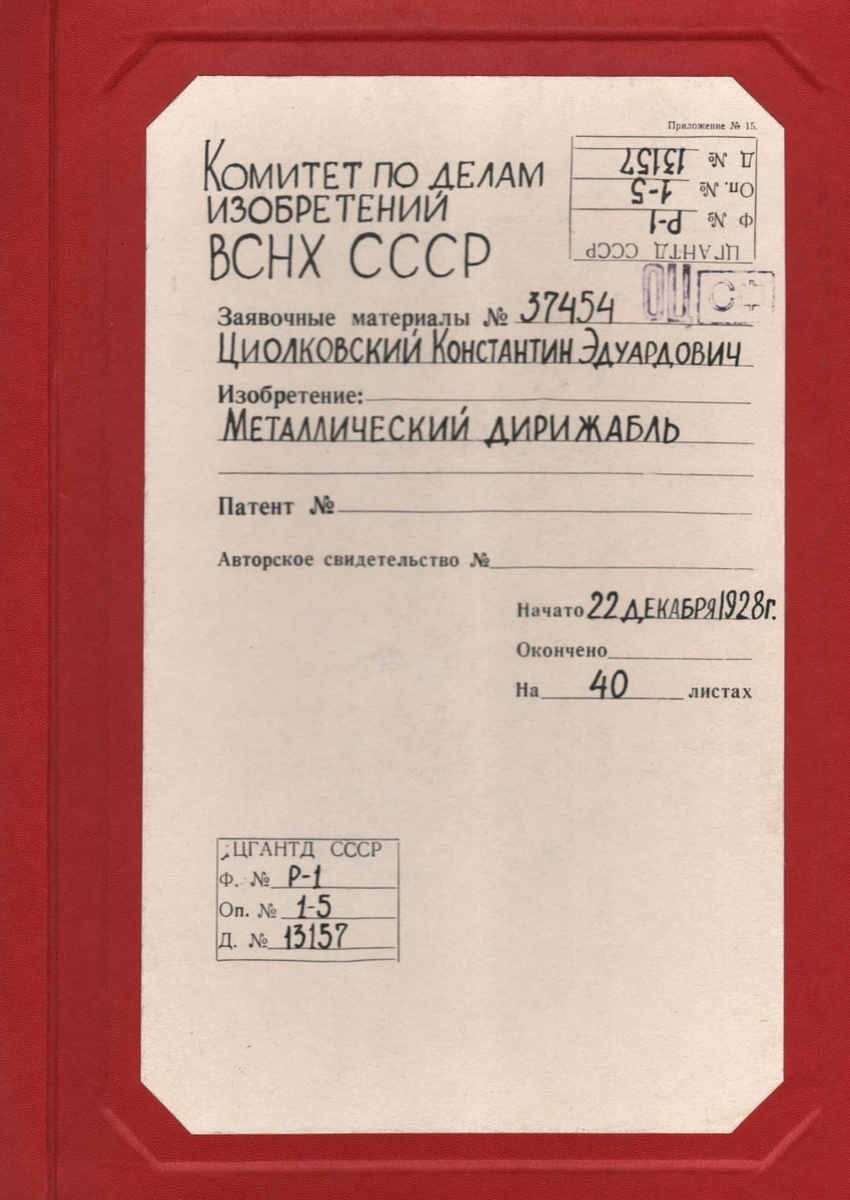 Приложение № 15.
Комитет по делам
изобретений
ВСНХ СССР
ЦГАНТД СССР
Ф № Р-1
Оп. № 1-5
Д № 13157
ОЦ СФ
Заявочные материалы № 37454
Циолковский Константин Эдуардович
Изобретение:
Металлический дирижабль
Патент №
Авторское свидетельство №
Начато 22 декабря 1928г.
Окончено
На 40 листах
ЦГАНТД СССР
Ф. № Р-1
Оп. № 1-5
Д. № 13157